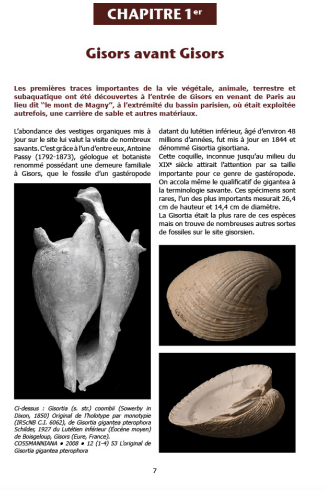 CHAPITRE 1er
Gisors avant Gisors
Les premières traces importantes de la vie végétale, animale, terrestre et
subaquatique ont été découvertes à l'entrée de Gisors en venant de Paris au
lieu dit "le mont de Magny", à l'extrémité du bassin parisien, où était exploitée
autrefois, une carrière de sable et autres matériaux.
L'abondance des vestiges organiques mis à
jour sur le site lui valut la visite de nombreux
savants. C'est grâce à l'un d'entre eux, Antoine
Passy (1792-1873), géologue et botaniste
renommé possédant une demeure familiale
à Gisors, que le fossile d'un gastéropode
datant du lutétien inférieur, âgé d'environ 48
millions d'années, fut mis à jour en 1844 et
dénommé Gisortia gisortiana.
Cette coquille, inconnue jusqu'au milieu du
XIXe siècle attirait l'attention par sa taille
importante pour ce genre de gastéropode.
On accola même le qualificatif de gigantea à
la terminologie savante. Ces spécimens sont
rares, l'un des plus importants mesurait 26,4
cm de hauteur et 14,4 cm de diamètre.
La Gisortia était la plus rare de ces espèces
mais on trouve de nombreuses autres sortes
de fossiles sur le site gisorsien.
Ci-dessus : Gisortia (s. str.) coombii (Sowerby in
Dixon, 1850) Original de l'holotype par monotypie
(IRScNB C.I. 6062), de Gisortia gigantea pterophora
Schilder, 1927 du Lutétien inférieur (Éocène moyen)
de Boisgeloup, Gisors (Eure, France).
COSSMANNIANA • 2008 • 12 (1-4) 53 L'original de
Gisortia gigantea pterophora
7